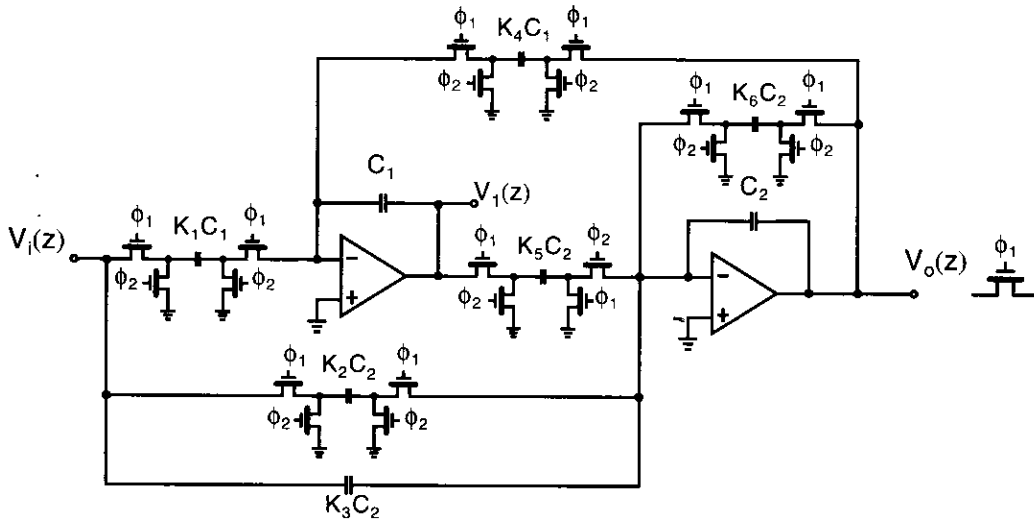 ϕ₁ K₄C₁ ϕ₁
ϕ₂ ϕ₂
ϕ₁ K₆C₂ ϕ₁
ϕ₂ ϕ₂
C₁ V₁(z) C₂
Vᵢ(z) ϕ₁ K₁C₁ ϕ₁ ϕ₁ K₅C₂ ϕ₂ Vₒ(z) ϕ₁
ϕ₂ ϕ₂ − + ϕ₂ ϕ₁ − +
ϕ₁ K₂C₂ ϕ₁
ϕ₂ ϕ₂
K₃C₂